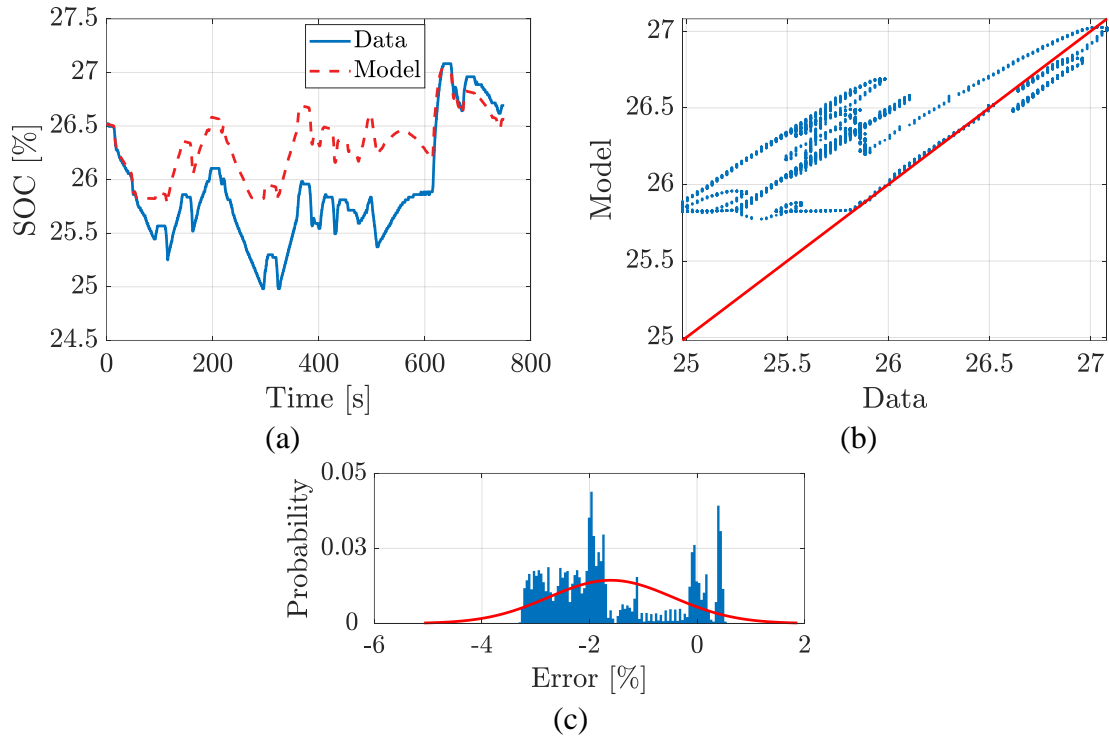 27.5
27
26.5
26
25.5
25
24.5
SOC [%]
Data
Model
0
200
400
600
800
Time [s]
(a)
27
26.5
26
25.5
25
Model
25
25.5
26
26.5
27
Data
(b)
0.05
0.03
0
Probability
-6
-4
-2
0
2
Error [%]
(c)